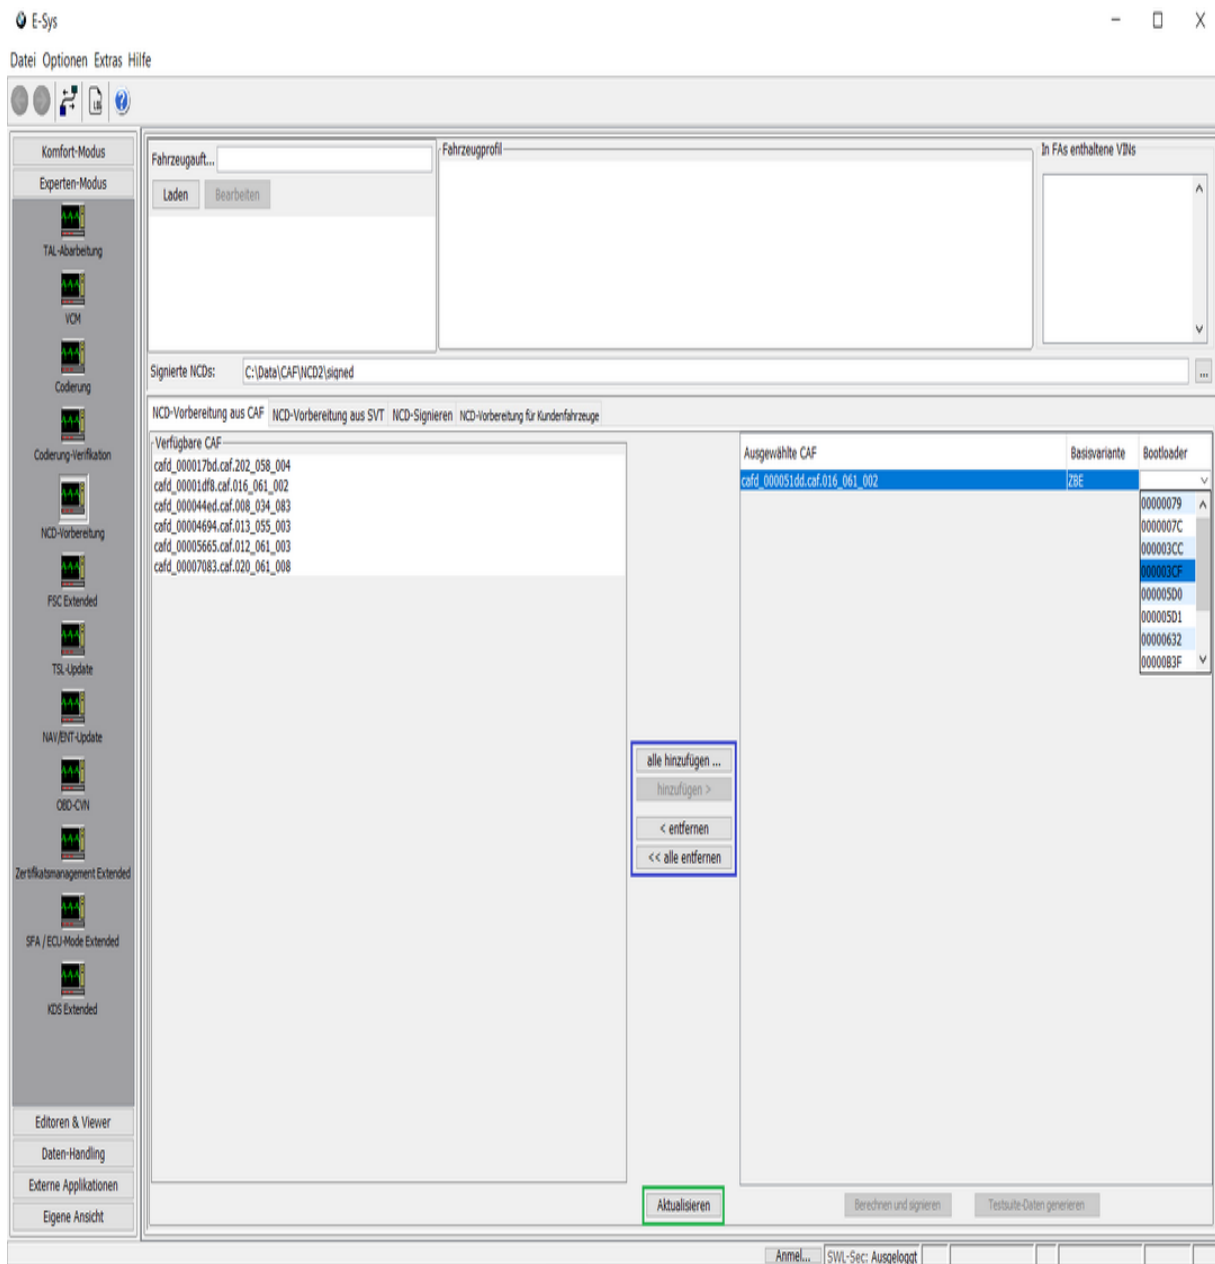 E-Sys
Datei Optionen Extras Hilfe
Komfort-Modus
Experten-Modus
TAL-Abarbeitung
VCM
Codierung
Codierung-Verifikation
NCD-Vorbereitung
FSC Extended
TSL-Update
NAV/ENT-Update
OBD-CVN
Zertifikatsmanagement Extended
SFA / ECU-Mode Extended
KDS Extended
Editoren & Viewer
Daten-Handling
Externe Applikationen
Eigene Ansicht
Fahrzeugauft...
Laden Bearbeiten
Fahrzeugprofil
In FAs enthaltene VINs
Signierte NCDs: C:\Data\CAF\NCD2\signed ...
NCD-Vorbereitung aus CAF NCD-Vorbereitung aus SVT NCD-Signieren NCD-Vorbereitung für Kundenfahrzeuge
Verfügbare CAF
cafd_000017bd.caf.202_058_004
cafd_00001df8.caf.016_061_002
cafd_000044ed.caf.008_034_083
cafd_00004694.caf.013_055_003
cafd_00005665.caf.012_061_003
cafd_00007083.caf.020_061_008
alle hinzufügen ...
hinzufügen >
< entfernen
<< alle entfernen
Aktualisieren
Ausgewählte CAF Basisvariante Bootloader
cafd_000051dd.caf.016_061_002 ZBE
00000079
0000007C
000003CC
000003CF
000005D0
000005D1
00000632
00000B3F
Berechnen und signieren Testsuite-Daten generieren
Anmel... SWL-Sec: Ausgeloggt